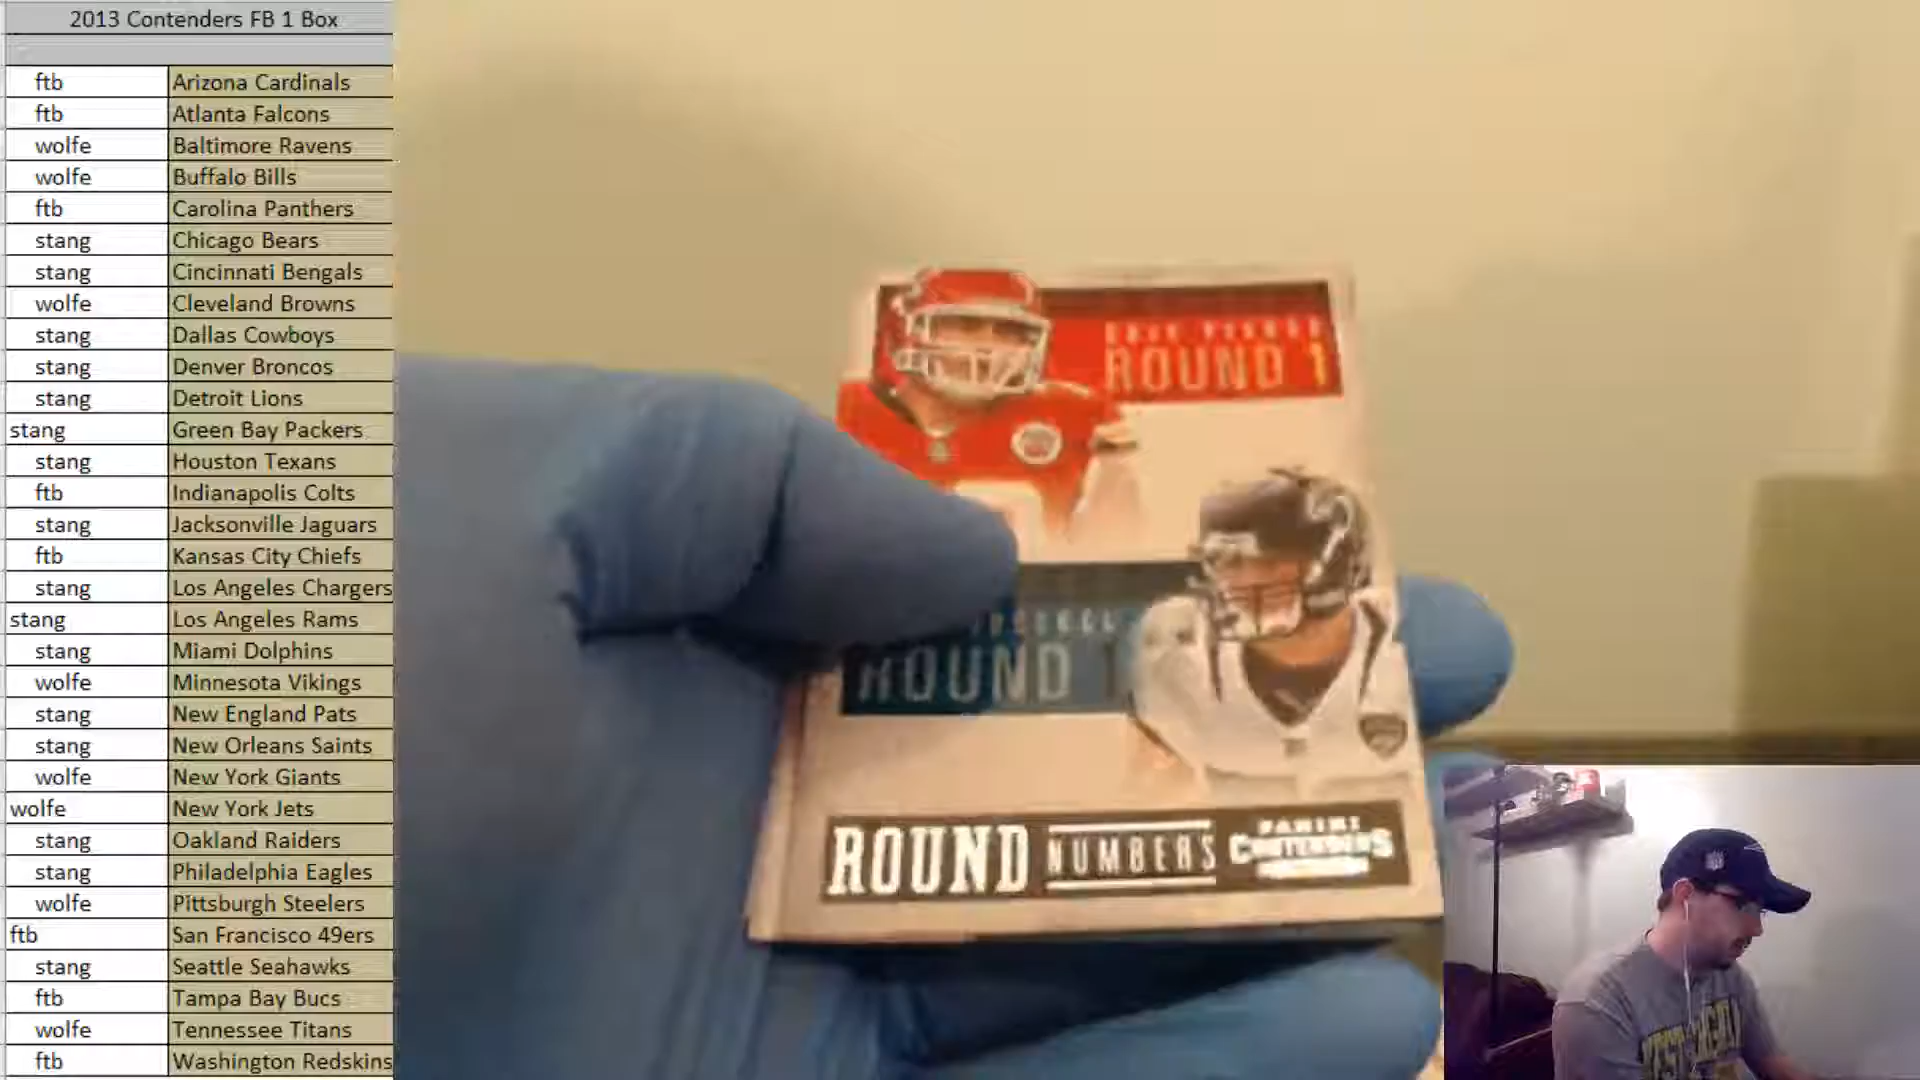 2013 Contenders FB 1 Box
ftb Arizona Cardinals
ftb Atlanta Falcons
wolfe Baltimore Ravens
wolfe Buffalo Bills
ftb Carolina Panthers
stang Chicago Bears
stang Cincinnati Bengals
wolfe Cleveland Browns
stang Dallas Cowboys
stang Denver Broncos
stang Detroit Lions
stang Green Bay Packers
stang Houston Texans
ftb Indianapolis Colts
stang Jacksonville Jaguars
ftb Kansas City Chiefs
stang Los Angeles Chargers
stang Los Angeles Rams
stang Miami Dolphins
wolfe Minnesota Vikings
stang New England Pats
stang New Orleans Saints
wolfe New York Giants
wolfe New York Jets
stang Oakland Raiders
stang Philadelphia Eagles
wolfe Pittsburgh Steelers
ftb San Francisco 49ers
stang Seattle Seahawks
ftb Tampa Bay Bucs
wolfe Tennessee Titans
ftb Washington Redskins
ROUND 1
ROUND 1
ROUND NUMBERS PANINI CONTENDERS